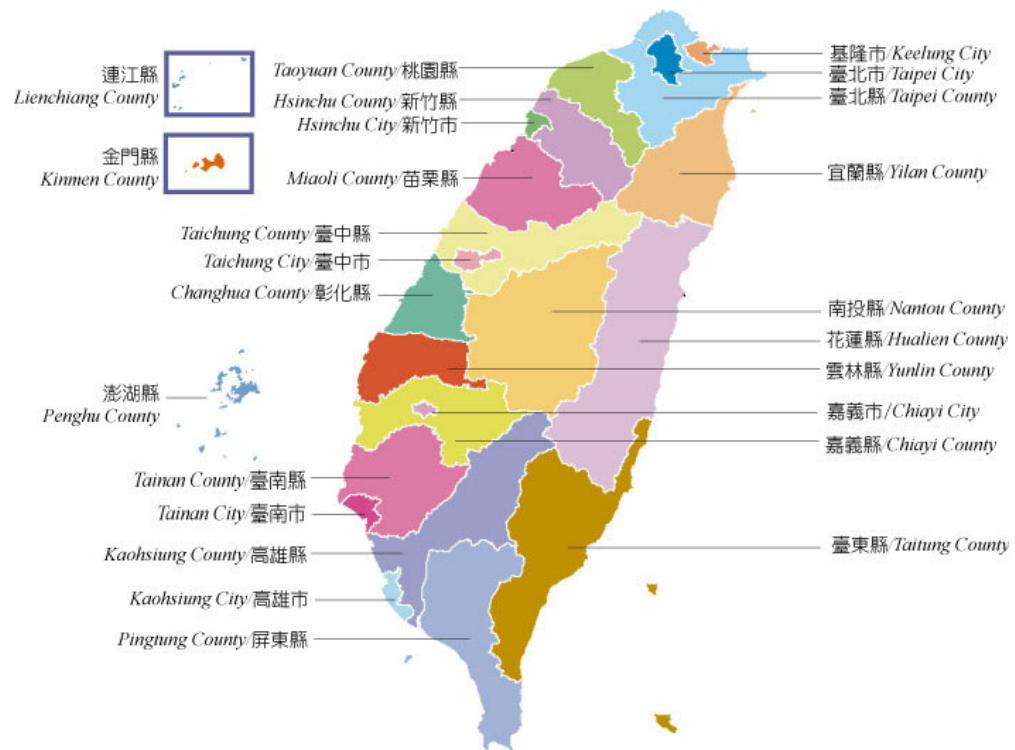 連江縣
Lienchiang County
金門縣
Kinmen County
澎湖縣
Penghu County
Taoyuan County/桃園縣
Hsinchu County/新竹縣
Hsinchu City/新竹市
Miaoli County/苗栗縣
Taichung County/臺中縣
Taichung City/臺中市
Changhua County/彰化縣
Tainan County/臺南縣
Tainan City/臺南市
Kaohsiung County/高雄縣
Kaohsiung City/高雄市
Pingtung County/屏東縣
基隆市/Keelung City
臺北市/Taipei City
臺北縣/Taipei County
宜蘭縣/Yilan County
南投縣/Nantou County
花蓮縣/Hualien County
雲林縣/Yunlin County
嘉義市/Chiayi City
嘉義縣/Chiayi County
臺東縣/Taitung County